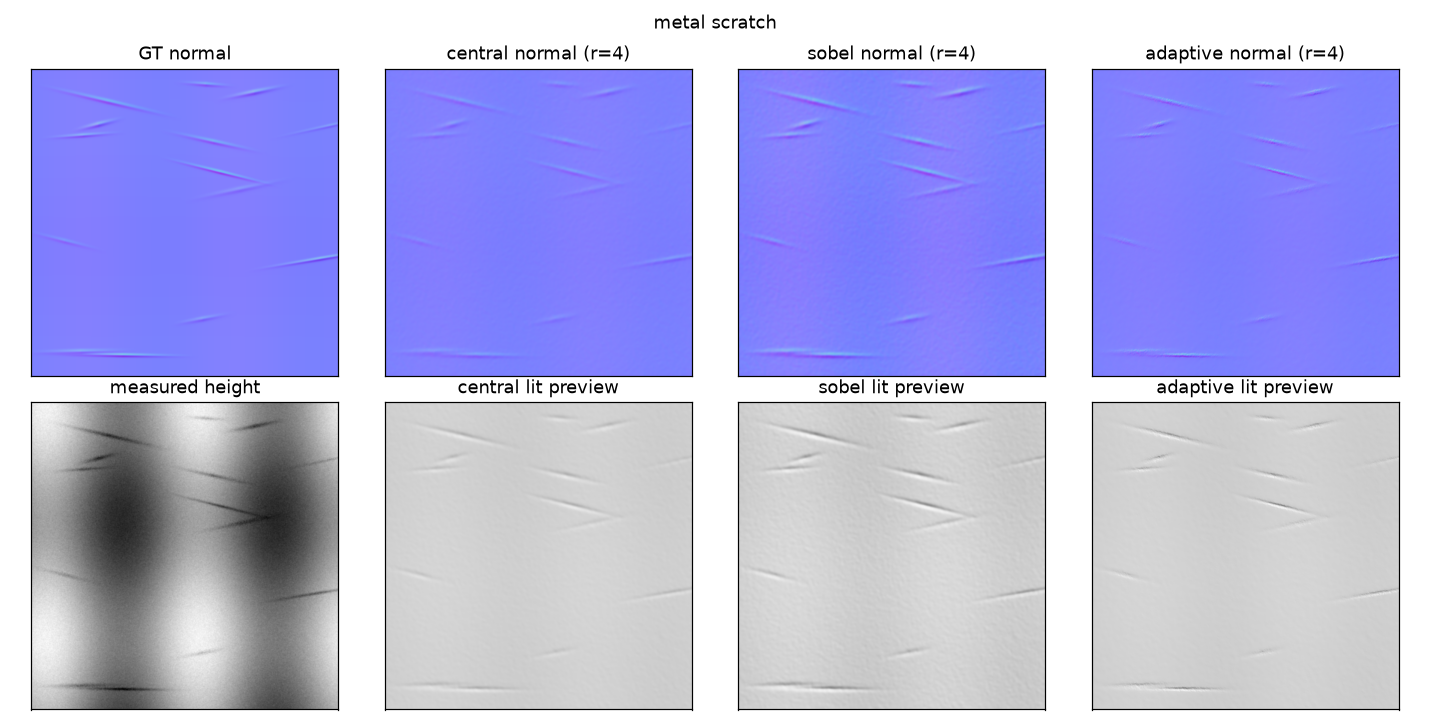 metal scratch
GT normal
central normal (r=4)
sobel normal (r=4)
adaptive normal (r=4)
measured height
central lit preview
sobel lit preview
adaptive lit preview